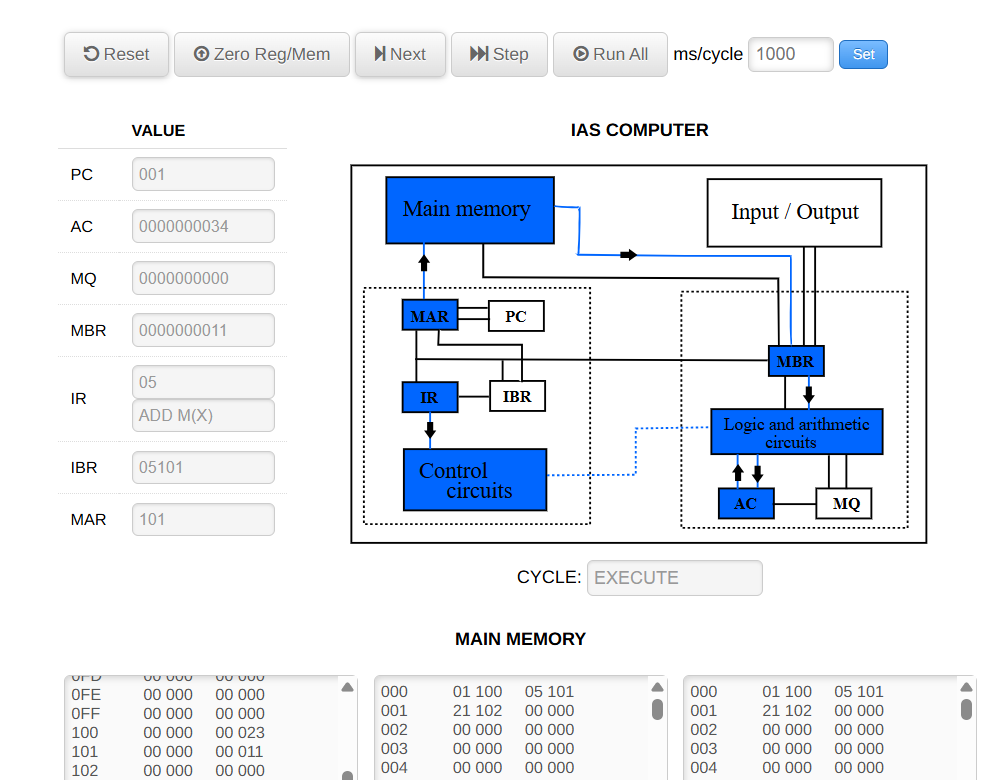 Reset Zero Reg/Mem Next Step Run All ms/cycle 1000 Set
VALUE
PC 001
AC 0000000034
MQ 0000000000
MBR 0000000011
IR 05
ADD M(X)
IBR 05101
MAR 101
IAS COMPUTER
Main memory
Input / Output
MAR PC
MBR
IR IBR
Logic and arithmetic
circuits
Control
circuits
AC MQ
CYCLE: EXECUTE
MAIN MEMORY
0FD 00 000 00 000
0FE 00 000 00 000
0FF 00 000 00 000
100 00 000 00 023
101 00 000 00 011
102 00 000 00 000
000 01 100 05 101
001 21 102 00 000
002 00 000 00 000
003 00 000 00 000
004 00 000 00 000
000 01 100 05 101
001 21 102 00 000
002 00 000 00 000
003 00 000 00 000
004 00 000 00 000